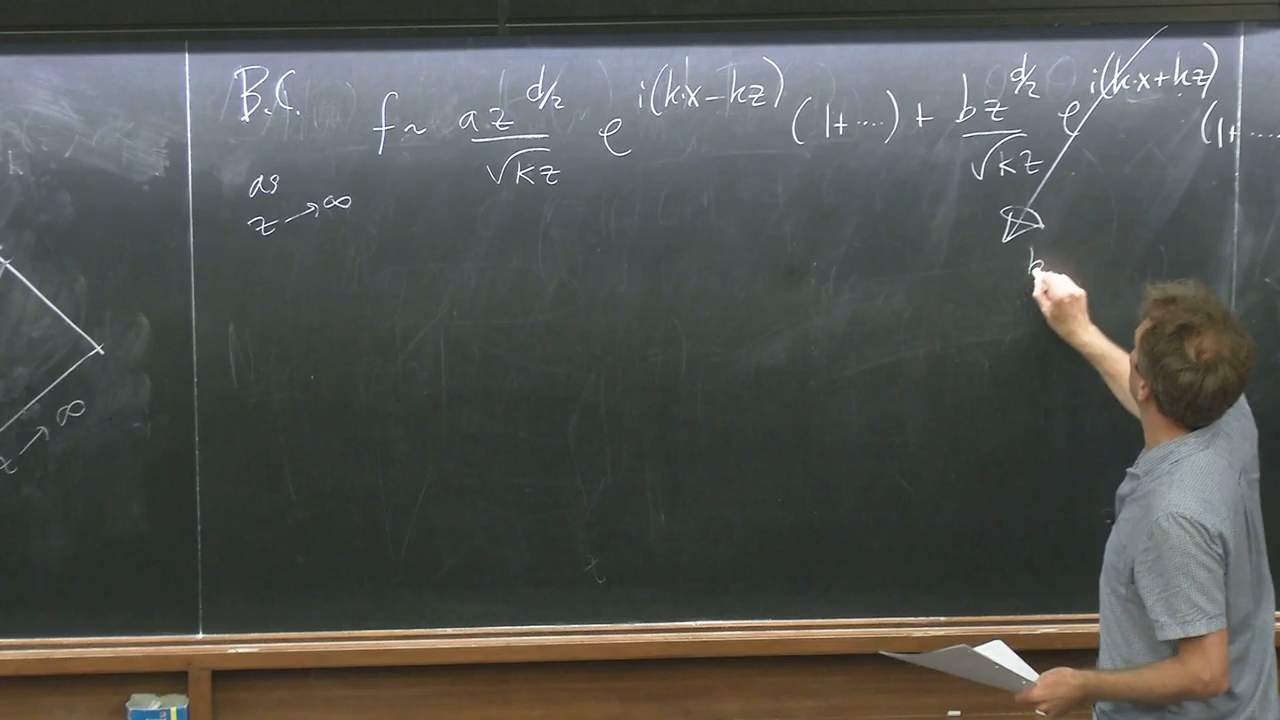 B.C. f ~ a z^{d/2} / √kz e^{i(k·x − kz)} (1+....) + b z^{d/2} / √kz e^{i(k·x+kz)} (1+....
as
z → ∞
b
→ ∞